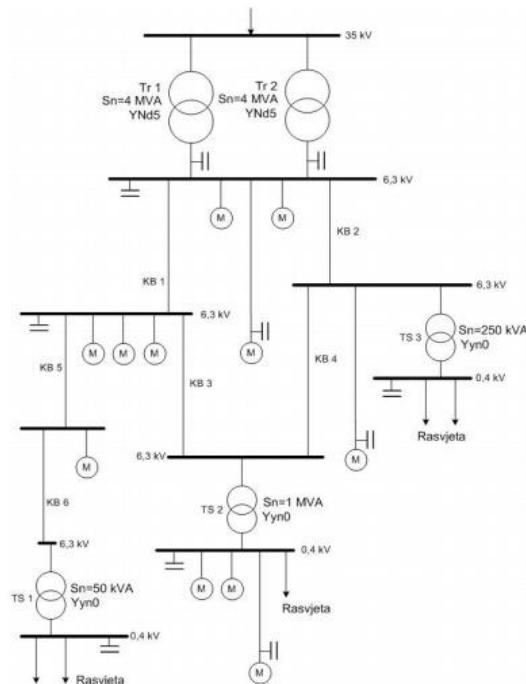 35 kV
Tr 1
Sn=4 MVA
YNd5
Tr 2
Sn=4 MVA
YNd5
6,3 kV
M
M
KB 2
KB 1
6,3 kV
6,3 kV
M
M
M
M
TS 3
Sn=250 kVA
Yyn0
KB 5
KB 3
KB 4
0,4 kV
Rasvjeta
M
6,3 kV
M
KB 6
TS 2
Sn=1 MVA
Yyn0
6,3 kV
0,4 kV
TS 1
Sn=50 kVA
Yyn0
M
M
Rasvjeta
0,4 kV
M
Rasvjeta